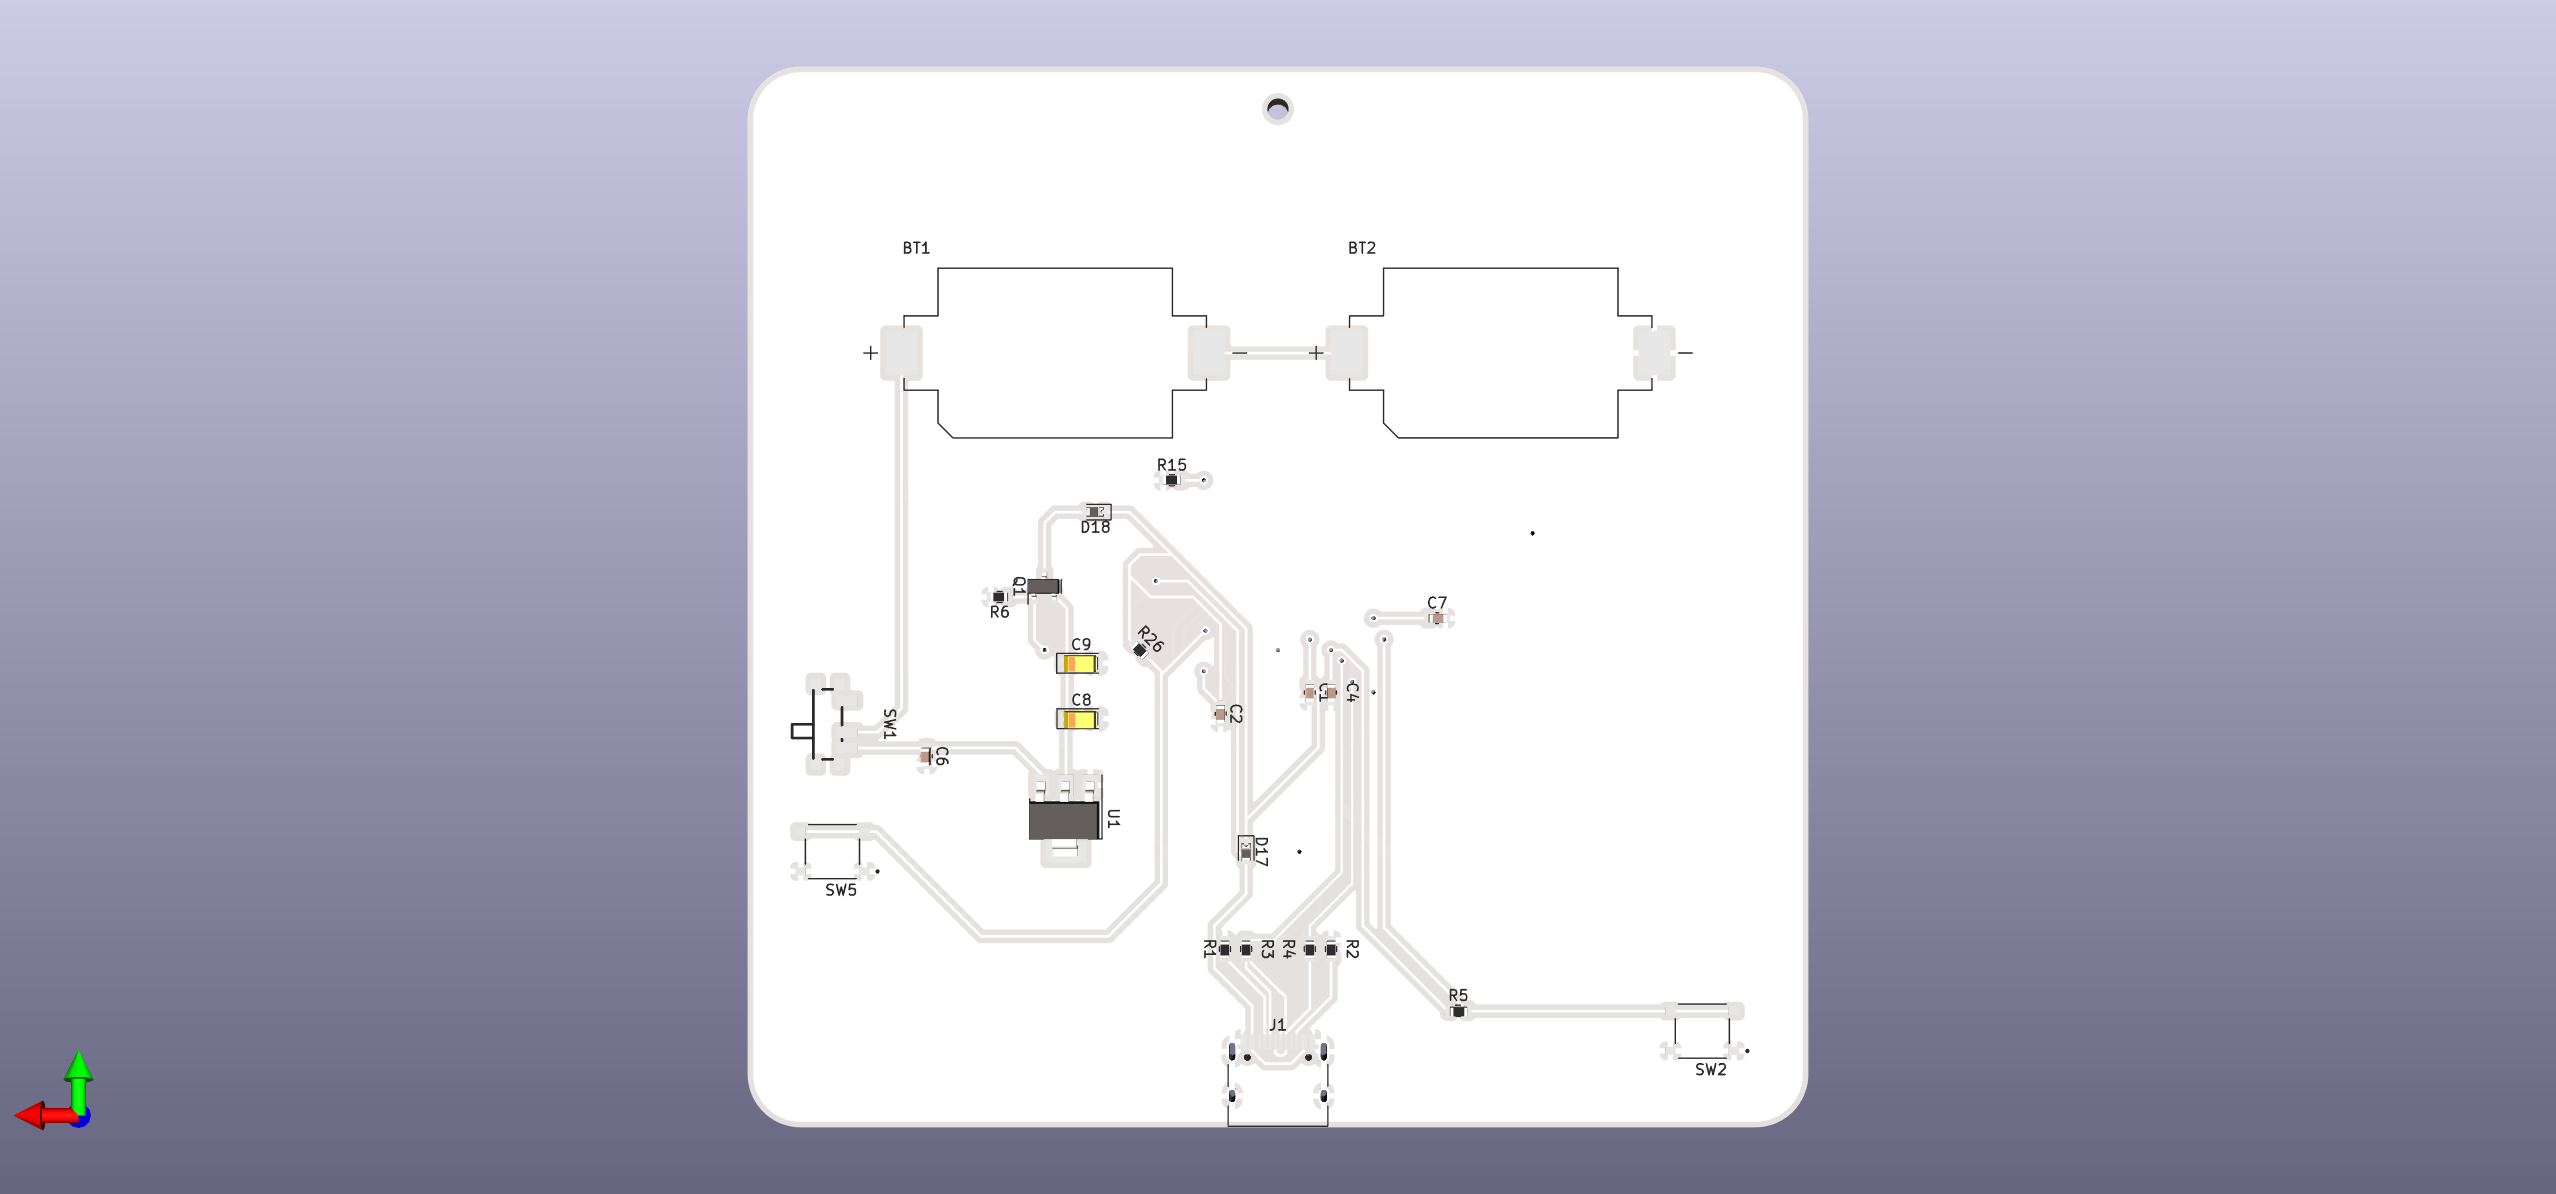 BT1
BT2
+
−
+
−
R15
D18
Q1
R6
C7
R26
C9
C1
C4
C8
C2
SW1
C6
U1
D17
SW5
R1
R3
R4
R2
R5
J1
SW2